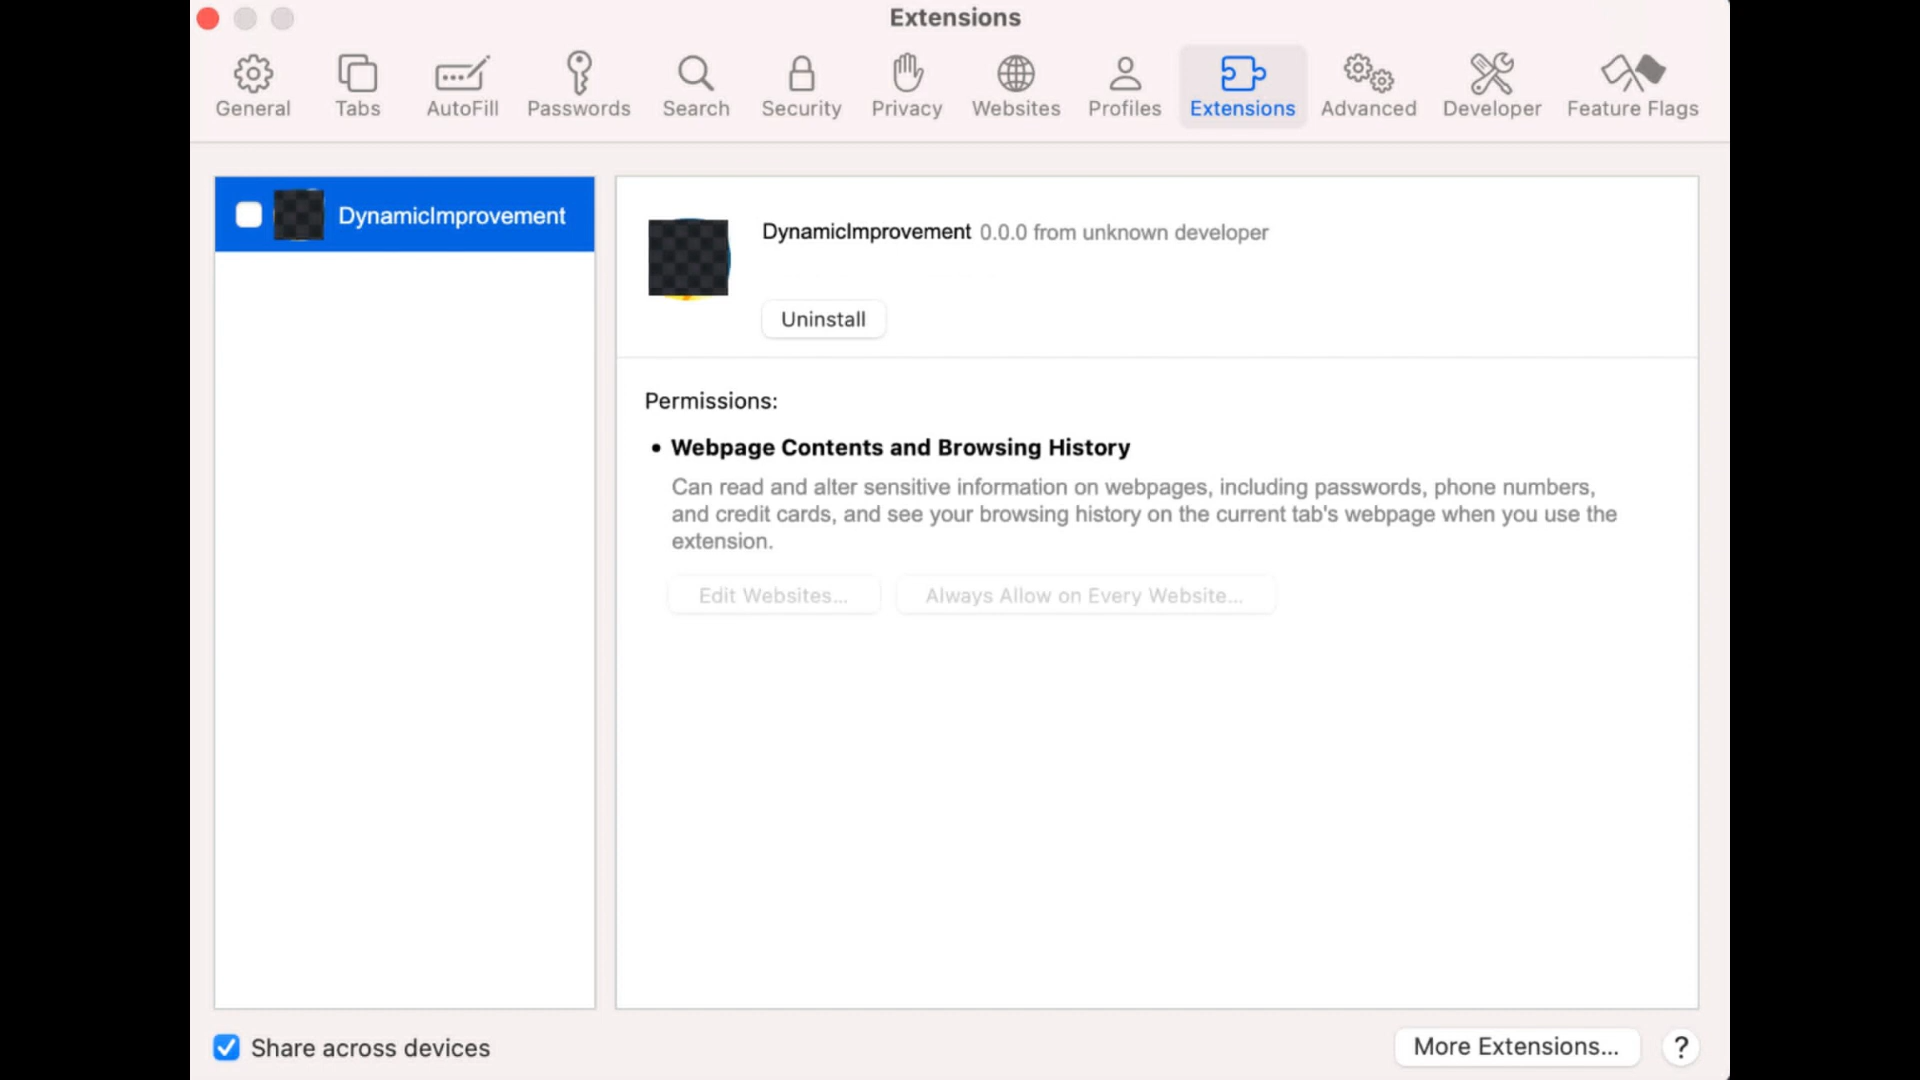 Extensions
General Tabs AutoFill Passwords Search Security Privacy Websites Profiles Extensions Advanced Developer Feature Flags
DynamicImprovement
DynamicImprovement 0.0.0 from unknown developer
Uninstall
Permissions:
• Webpage Contents and Browsing History
Can read and alter sensitive information on webpages, including passwords, phone numbers,
and credit cards, and see your browsing history on the current tab's webpage when you use the
extension.
Edit Websites... Always Allow on Every Website...
Share across devices
More Extensions... ?